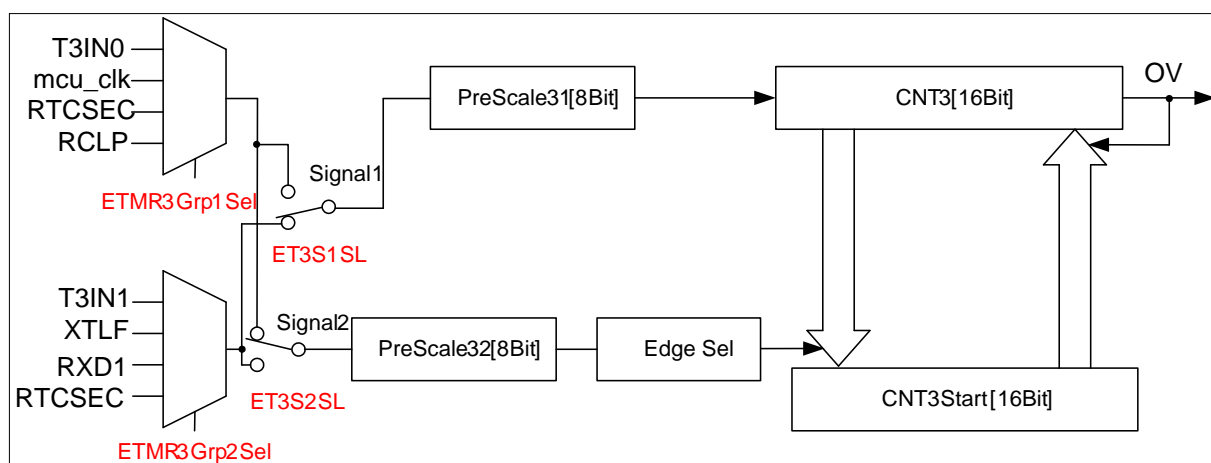 T3IN0
mcu_clk
RTCSEC
RCLP
ETMR3Grp1Sel
Signal1
ET3S1SL
PreScale31[8Bit]
CNT3[16Bit]
OV
T3IN1
XTLF
RXD1
RTCSEC
ETMR3Grp2Sel
Signal2
ET3S2SL
PreScale32[8Bit]
Edge Sel
CNT3Start[16Bit]